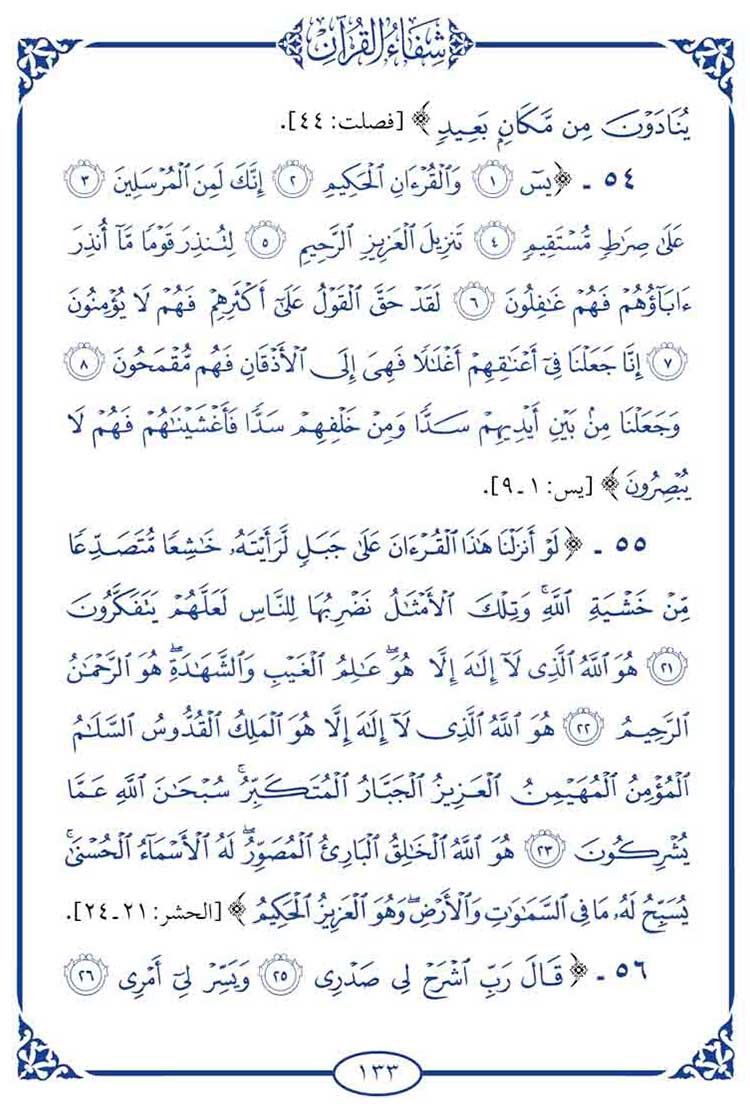 شِفَاءُ القُرْآنِ
يُنَادَوْنَ مِن مَّكَانٍۭ بَعِيدٍ ﴾ [فصلت: ٤٤].
٥٤ ـ ﴿ يسٓ ١ وَٱلْقُرْءَانِ ٱلْحَكِيمِ ٢ إِنَّكَ لَمِنَ ٱلْمُرْسَلِينَ ٣
عَلَىٰ صِرَٰطٍ مُّسْتَقِيمٍ ٤ تَنزِيلَ ٱلْعَزِيزِ ٱلرَّحِيمِ ٥ لِتُنذِرَ قَوْمًا مَّآ أُنذِرَ
ءَابَآؤُهُمْ فَهُمْ غَٰفِلُونَ ٦ لَقَدْ حَقَّ ٱلْقَوْلُ عَلَىٰٓ أَكْثَرِهِمْ فَهُمْ لَا يُؤْمِنُونَ
٧ إِنَّا جَعَلْنَا فِىٓ أَعْنَٰقِهِمْ أَغْلَٰلًا فَهِىَ إِلَى ٱلْأَذْقَانِ فَهُم مُّقْمَحُونَ ٨
وَجَعَلْنَا مِنۢ بَيْنِ أَيْدِيهِمْ سَدًّا وَمِنْ خَلْفِهِمْ سَدًّا فَأَغْشَيْنَٰهُمْ فَهُمْ لَا
يُبْصِرُونَ ﴾ [يس: ١ـ٩].
٥٥ ـ ﴿ لَوْ أَنزَلْنَا هَٰذَا ٱلْقُرْءَانَ عَلَىٰ جَبَلٍ لَّرَأَيْتَهُۥ خَٰشِعًا مُّتَصَدِّعًا
مِّنْ خَشْيَةِ ٱللَّهِ ۚ وَتِلْكَ ٱلْأَمْثَٰلُ نَضْرِبُهَا لِلنَّاسِ لَعَلَّهُمْ يَتَفَكَّرُونَ
٢١ هُوَ ٱللَّهُ ٱلَّذِى لَآ إِلَٰهَ إِلَّا هُوَ ۖ عَٰلِمُ ٱلْغَيْبِ وَٱلشَّهَٰدَةِ ۖ هُوَ ٱلرَّحْمَٰنُ
ٱلرَّحِيمُ ٢٢ هُوَ ٱللَّهُ ٱلَّذِى لَآ إِلَٰهَ إِلَّا هُوَ ٱلْمَلِكُ ٱلْقُدُّوسُ ٱلسَّلَٰمُ
ٱلْمُؤْمِنُ ٱلْمُهَيْمِنُ ٱلْعَزِيزُ ٱلْجَبَّارُ ٱلْمُتَكَبِّرُ ۚ سُبْحَٰنَ ٱللَّهِ عَمَّا
يُشْرِكُونَ ٢٣ هُوَ ٱللَّهُ ٱلْخَٰلِقُ ٱلْبَارِئُ ٱلْمُصَوِّرُ ۖ لَهُ ٱلْأَسْمَآءُ ٱلْحُسْنَىٰ ۚ
يُسَبِّحُ لَهُۥ مَا فِى ٱلسَّمَٰوَٰتِ وَٱلْأَرْضِ ۖ وَهُوَ ٱلْعَزِيزُ ٱلْحَكِيمُ ﴾ [الحشر: ٢١ـ٢٤].
٥٦ ـ ﴿ قَالَ رَبِّ ٱشْرَحْ لِى صَدْرِى ٢٥ وَيَسِّرْ لِىٓ أَمْرِى ٢٦
١٣٣